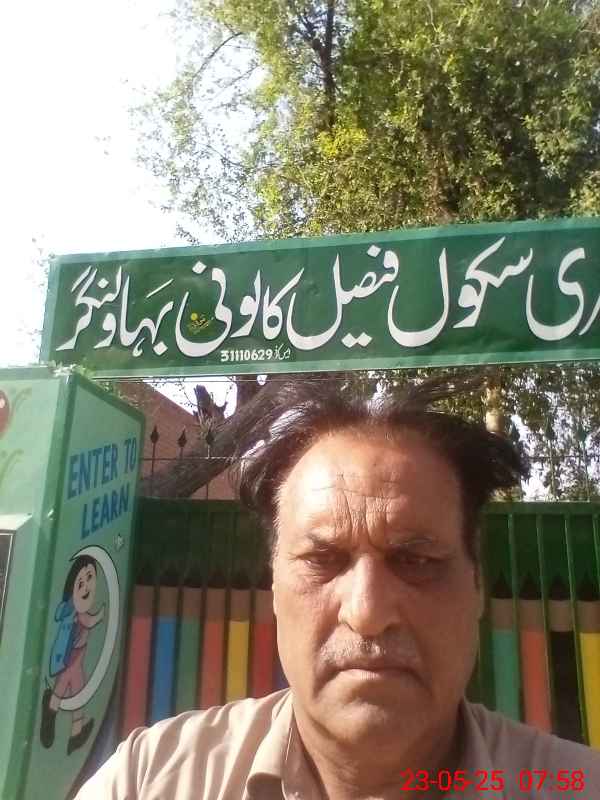 ری سکول فیصل کالونی بہاولنگر
31110629
ENTER TO
LEARN
23-05-25 07:58